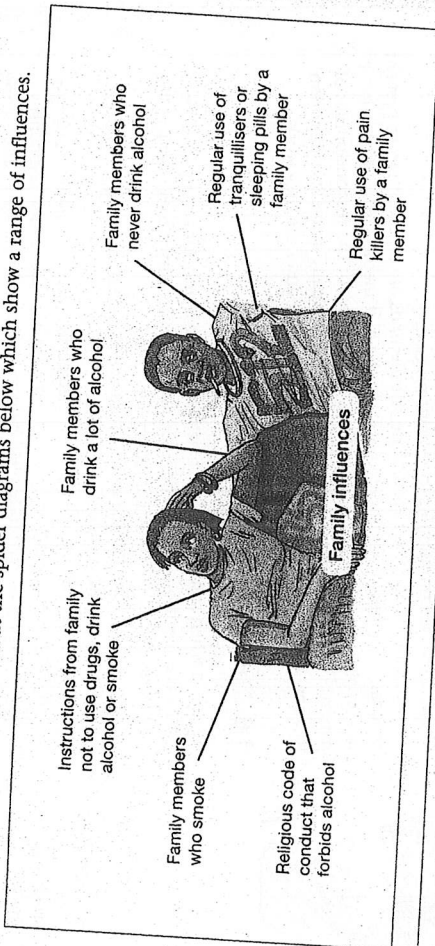 the spider diagrams below which show a range of influences.
Instructions from family
not to use drugs, drink
alcohol or smoke
Family members who
drink a lot of alcohol
Family members who
never drink alcohol
Family members
who smoke
Regular use of
tranquillisers or
sleeping pills by a
family member
Religious code of
conduct that
forbids alcohol
Regular use of pain
killers by a family
member
Family influences